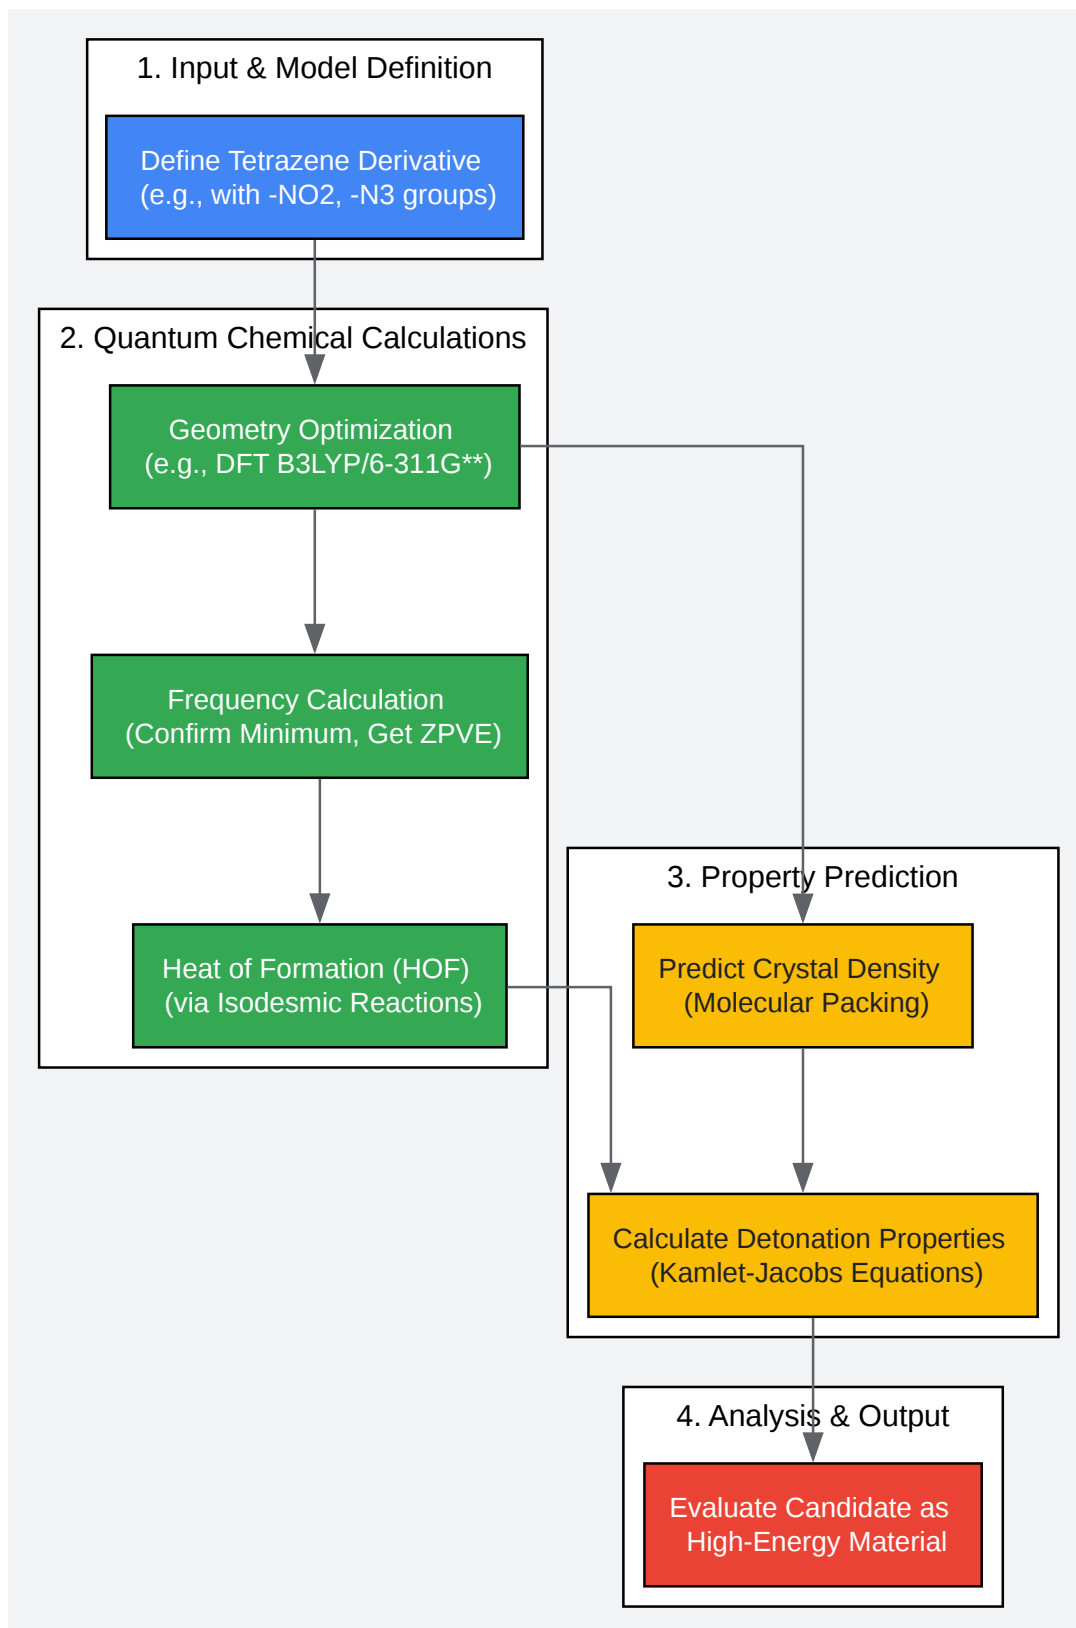 1. Input & Model Definition
Define Tetrazene Derivative
(e.g., with -NO2, -N3 groups)
2. Quantum Chemical Calculations
Geometry Optimization
(e.g., DFT B3LYP/6-311G**)
Frequency Calculation
(Confirm Minimum, Get ZPVE)
Heat of Formation (HOF)
(via Isodesmic Reactions)
3. Property Prediction
Predict Crystal Density
(Molecular Packing)
Calculate Detonation Properties
(Kamlet-Jacobs Equations)
4. Analysis & Output
Evaluate Candidate as
High-Energy Material